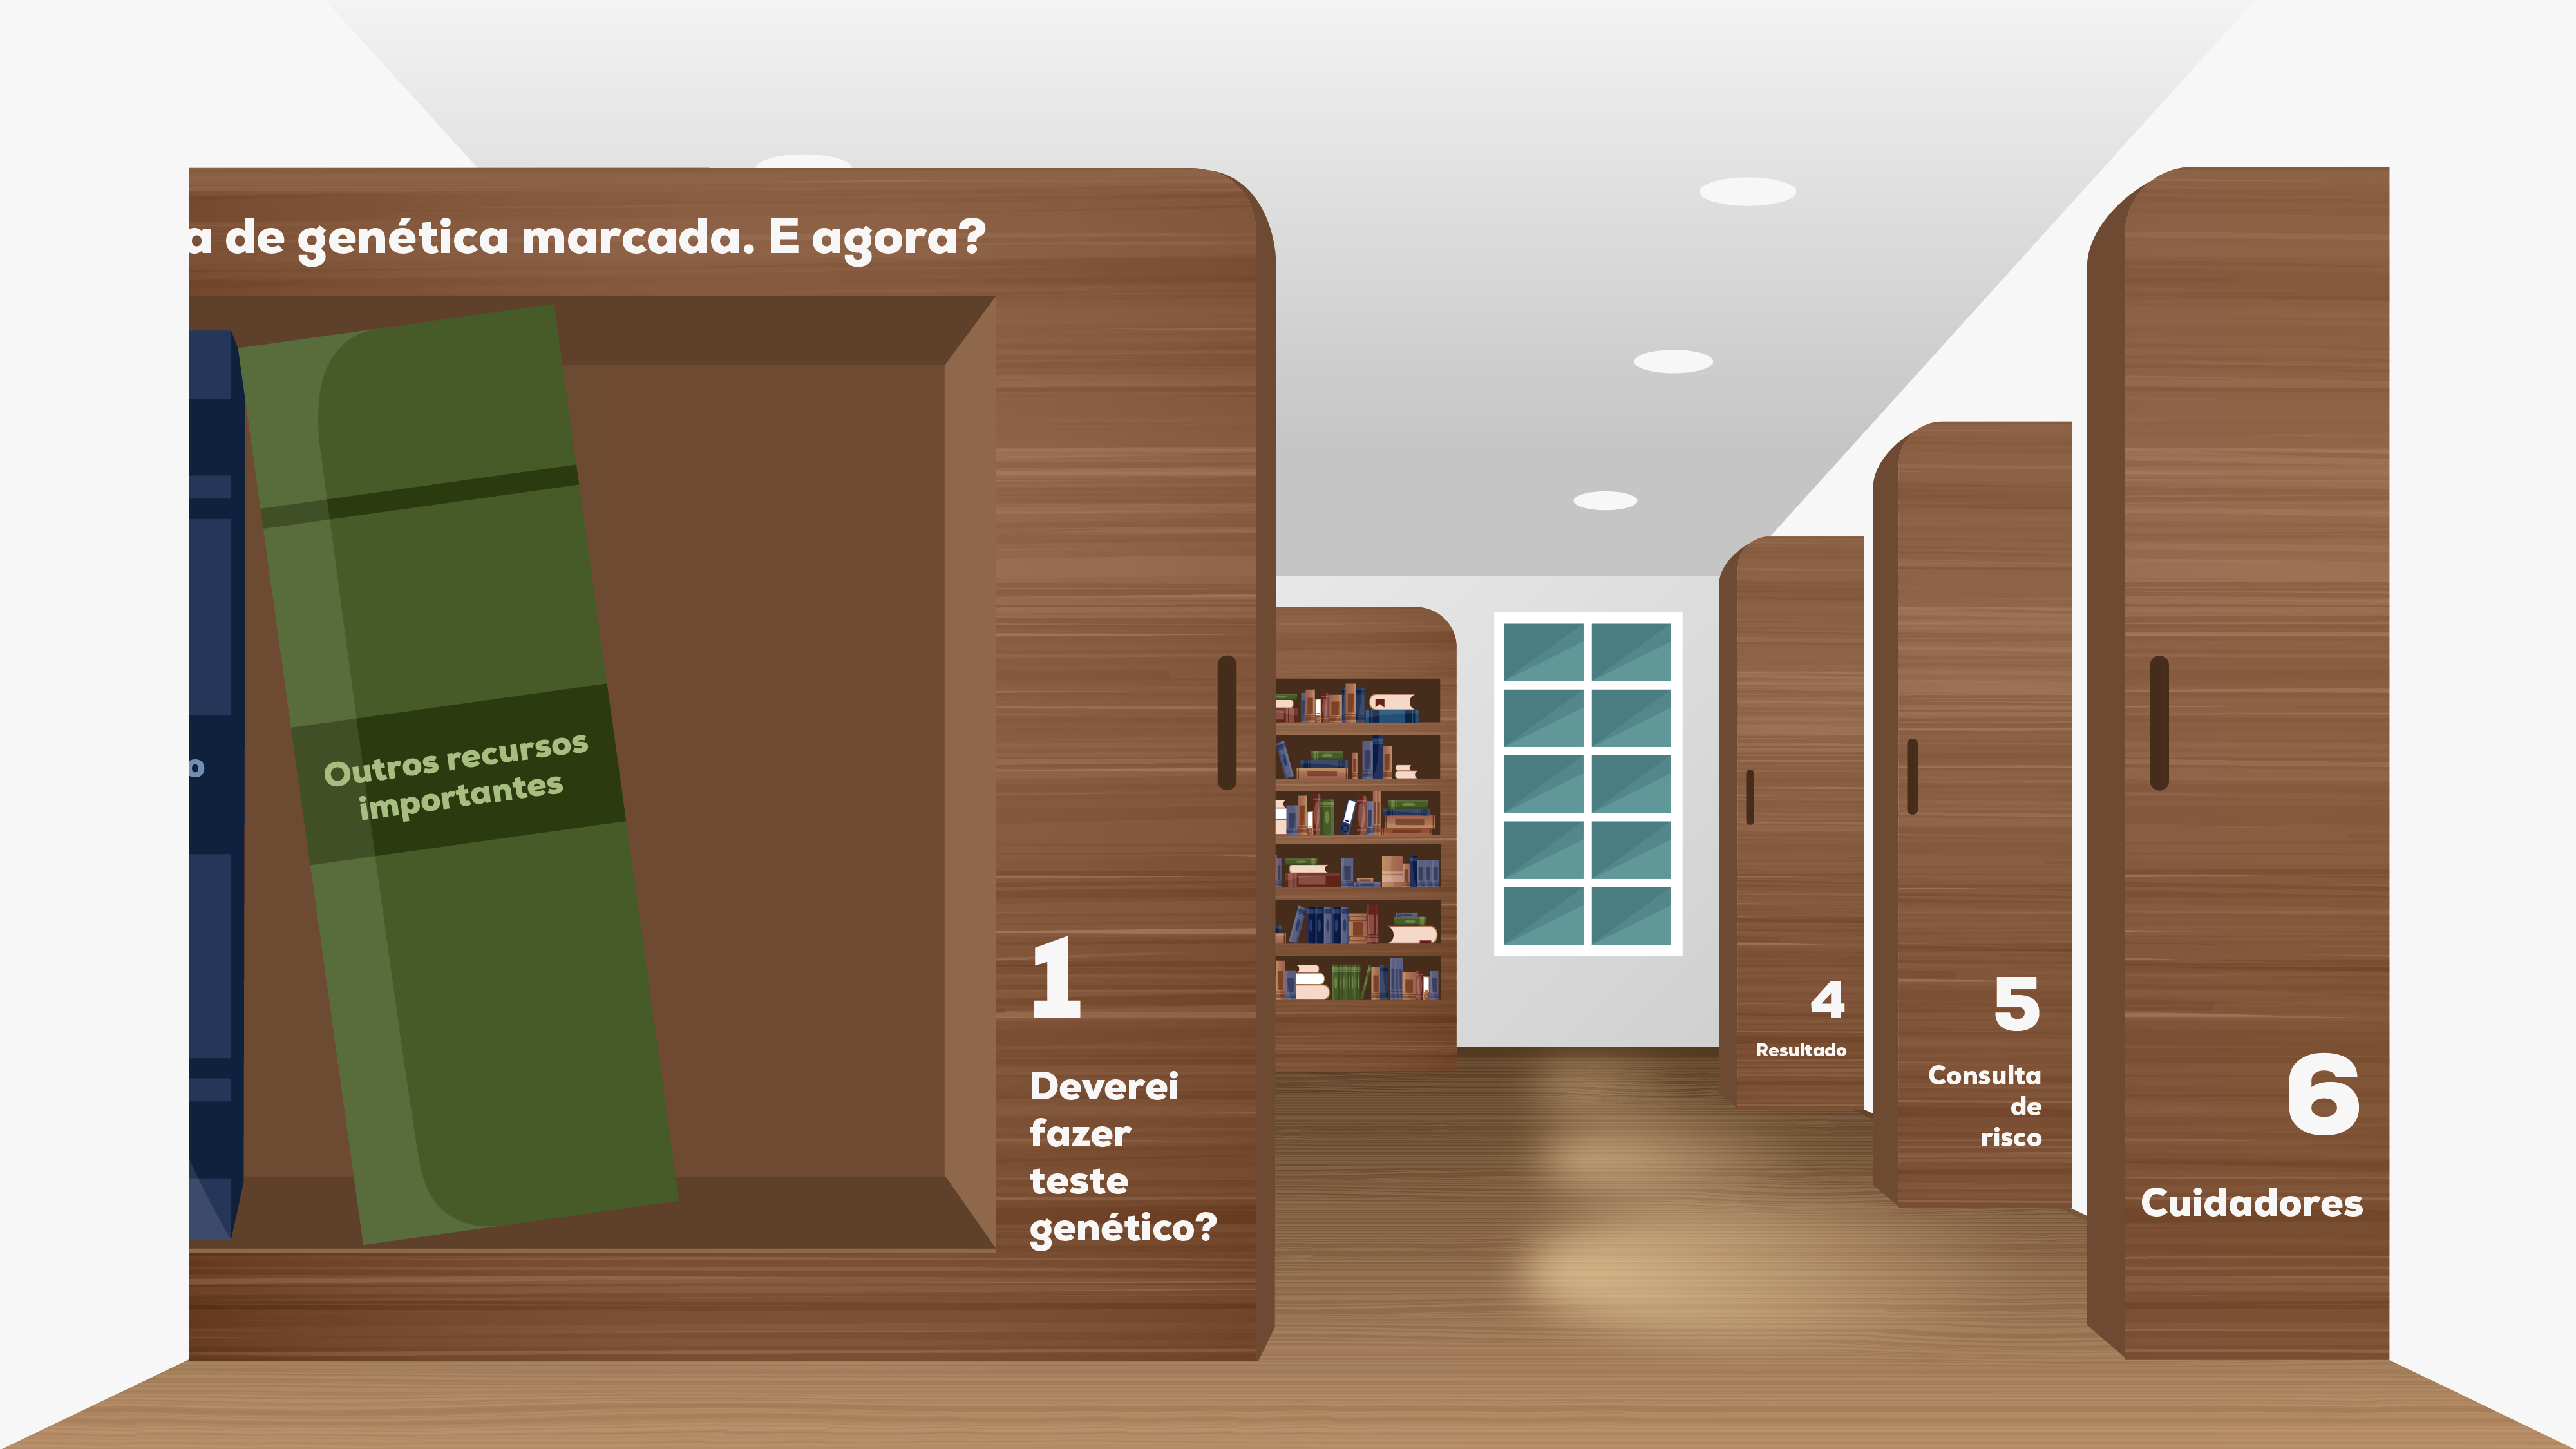 a de genética marcada. E agora?
o
Outros recursos
importantes
1
Deverei
fazer
teste
genético?
4
Resultado
5
Consulta
de
risco
6
Cuidadores